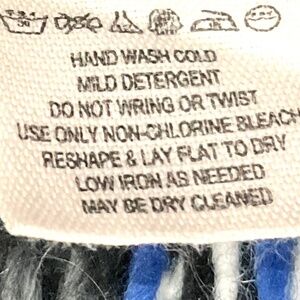 HAND WASH COLD
MILD DETERGENT
DO NOT WRING OR TWIST
USE ONLY NON-CHLORINE BLEACH
RESHAPE & LAY FLAT TO DRY
LOW IRON AS NEEDED
MAY BE DRY CLEANED